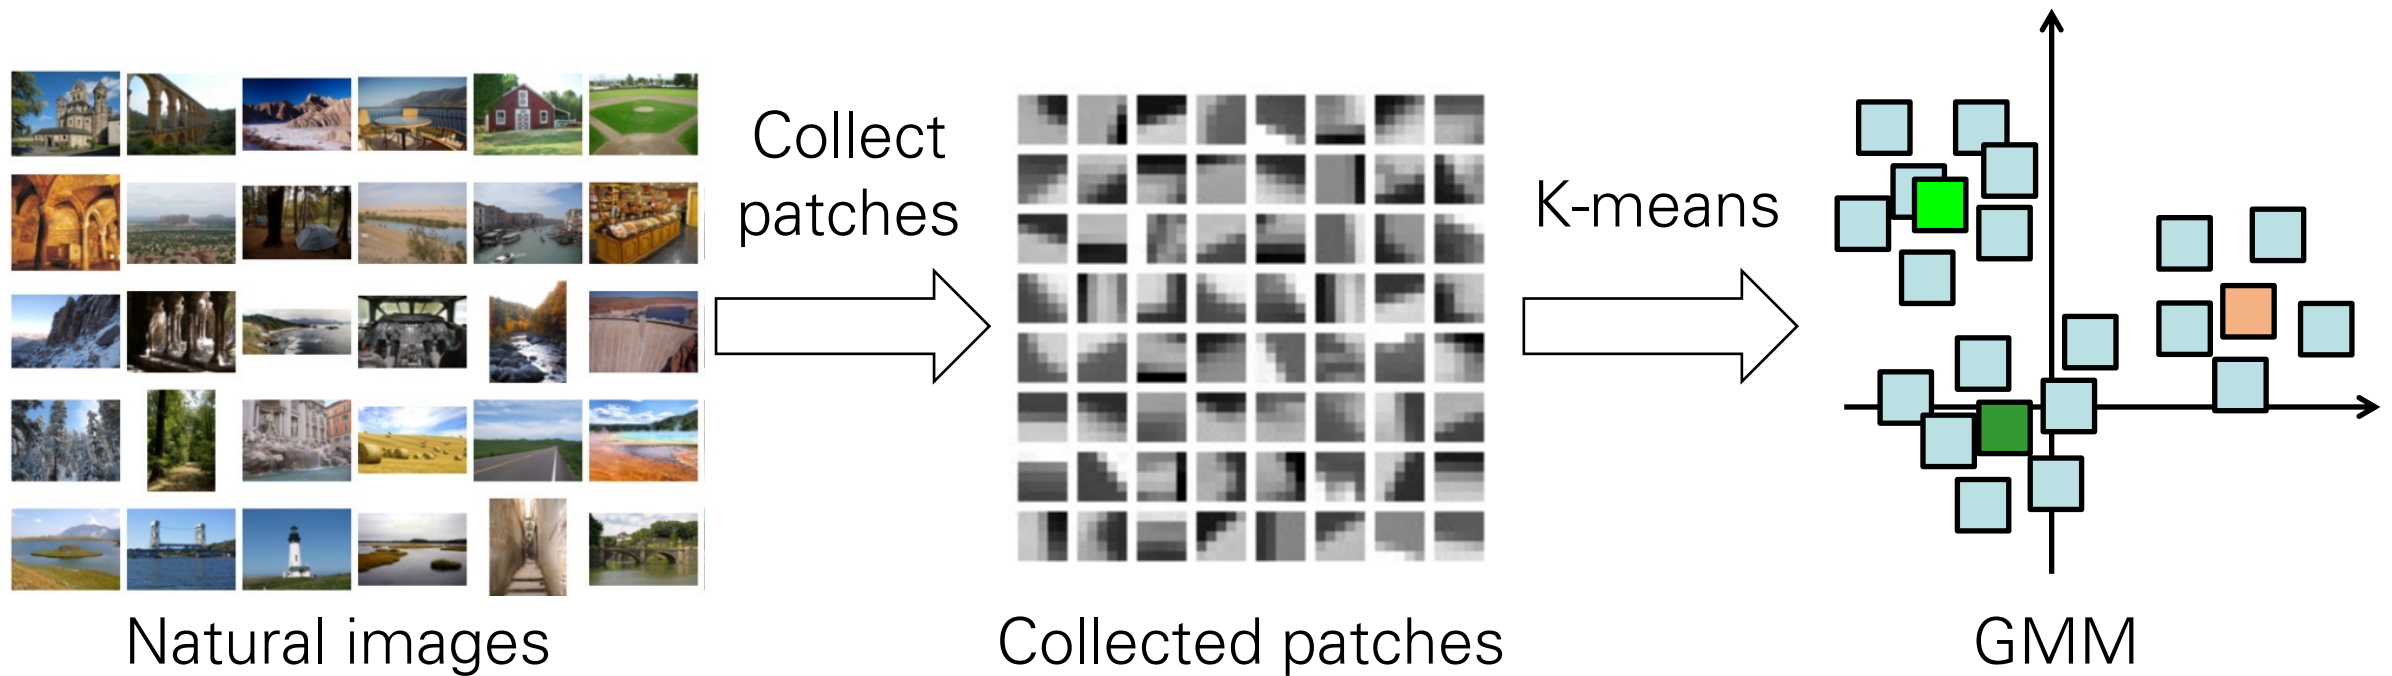 Collect
patches
K-means
Natural images
Collected patches
GMM